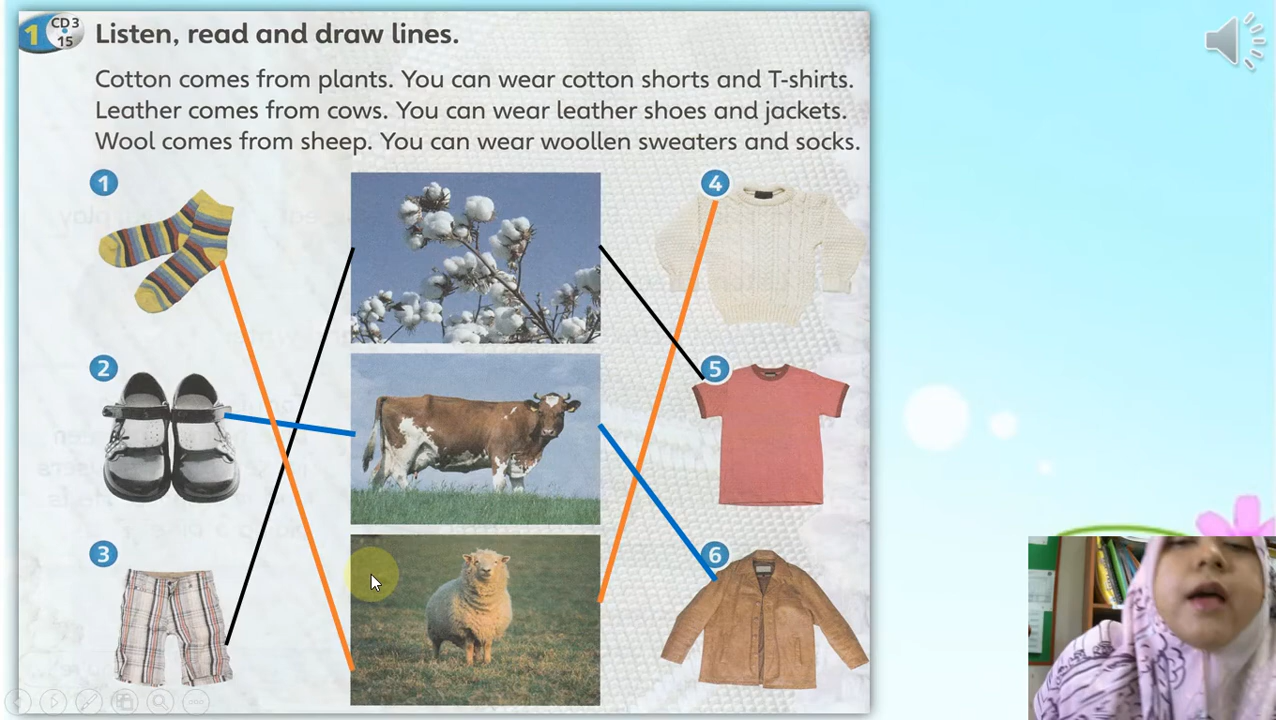 1 CD 3 15 Listen, read and draw lines.
Cotton comes from plants. You can wear cotton shorts and T-shirts.
Leather comes from cows. You can wear leather shoes and jackets.
Wool comes from sheep. You can wear woollen sweaters and socks.
1
4
2
5
3
6